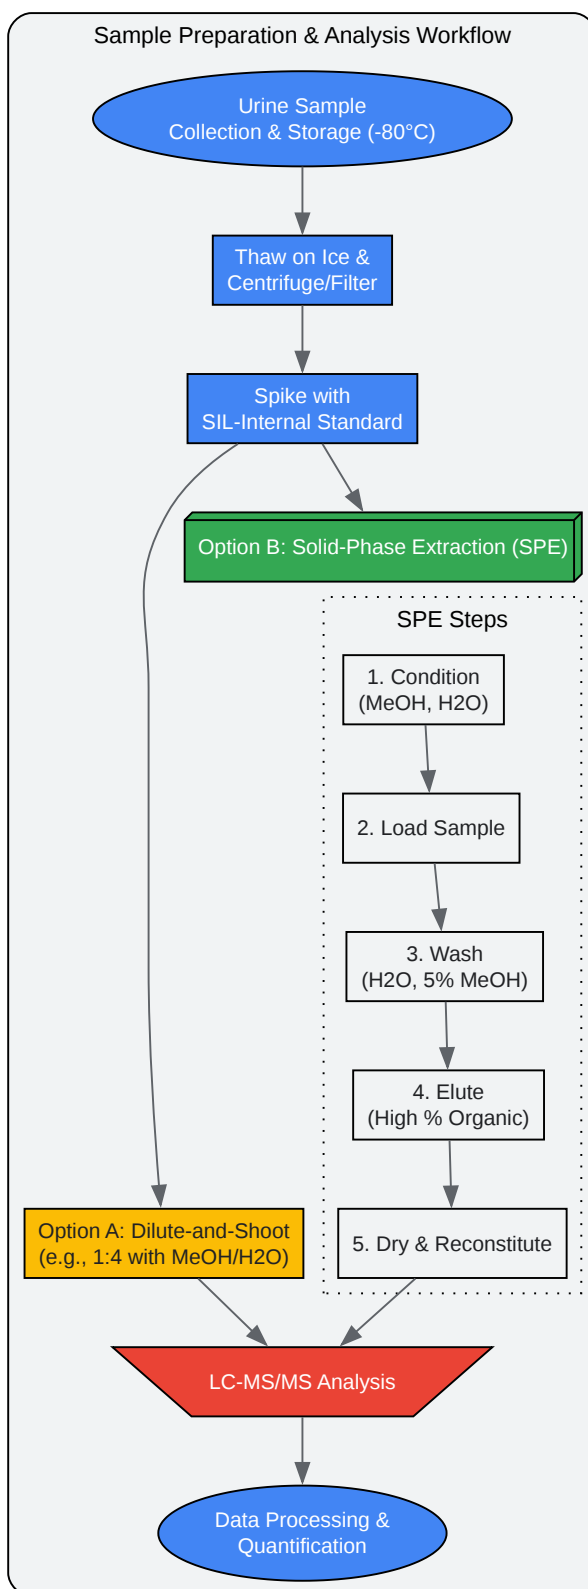 Sample Preparation & Analysis Workflow
Urine Sample
Collection & Storage (-80°C)
Thaw on Ice &
Centrifuge/Filter
Spike with
SIL-Internal Standard
Option B: Solid-Phase Extraction (SPE)
SPE Steps
1. Condition
(MeOH, H2O)
2. Load Sample
3. Wash
(H2O, 5% MeOH)
4. Elute
(High % Organic)
Option A: Dilute-and-Shoot
(e.g., 1:4 with MeOH/H2O)
5. Dry & Reconstitute
LC-MS/MS Analysis
Data Processing &
Quantification